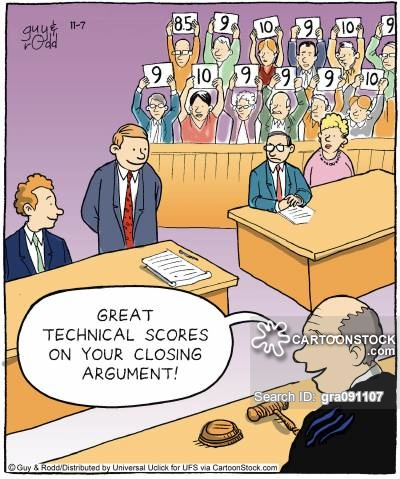 guy & rodd
11-7
8.5 9 10 9 10 9
9 10 9 9 9 10
GREAT
TECHNICAL SCORES
ON YOUR CLOSING
ARGUMENT!
CARTOONSTOCK
.com
Search ID: gra091107
© Guy & Rodd/Distributed by Universal Uclick for UFS via CartoonStock.com